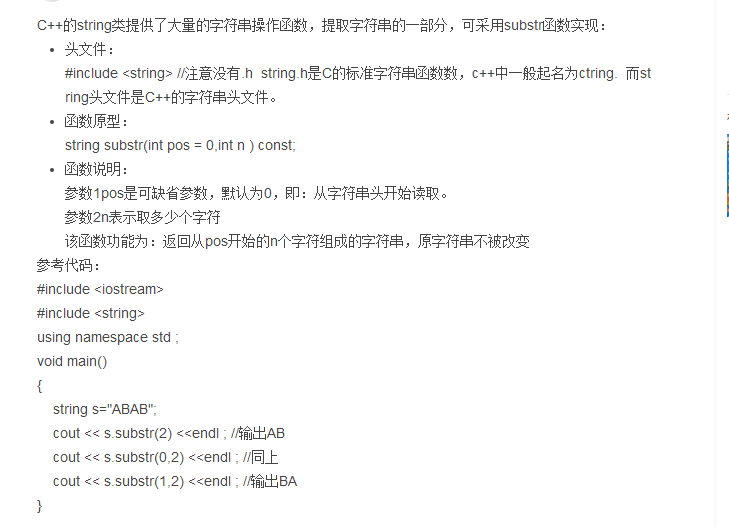 C++的string类提供了大量的字符串操作函数，提取字符串的一部分，可采用substr函数实现：
头文件：
#include <string> //注意没有.h  string.h是C的标准字符串函数数，c++中一般起名为ctring.  而st
ring头文件是C++的字符串头文件。
函数原型：
string substr(int pos = 0,int n ) const;
函数说明：
参数1pos是可缺省参数，默认为0，即：从字符串头开始读取。
参数2n表示取多少个字符
该函数功能为：返回从pos开始的n个字符组成的字符串，原字符串不被改变
参考代码：
#include <iostream>
#include <string>
using namespace std ;
void main()
{
string s="ABAB";
cout << s.substr(2) <<endl ; //输出AB
cout << s.substr(0,2) <<endl ; //同上
cout << s.substr(1,2) <<endl ; //输出BA
}